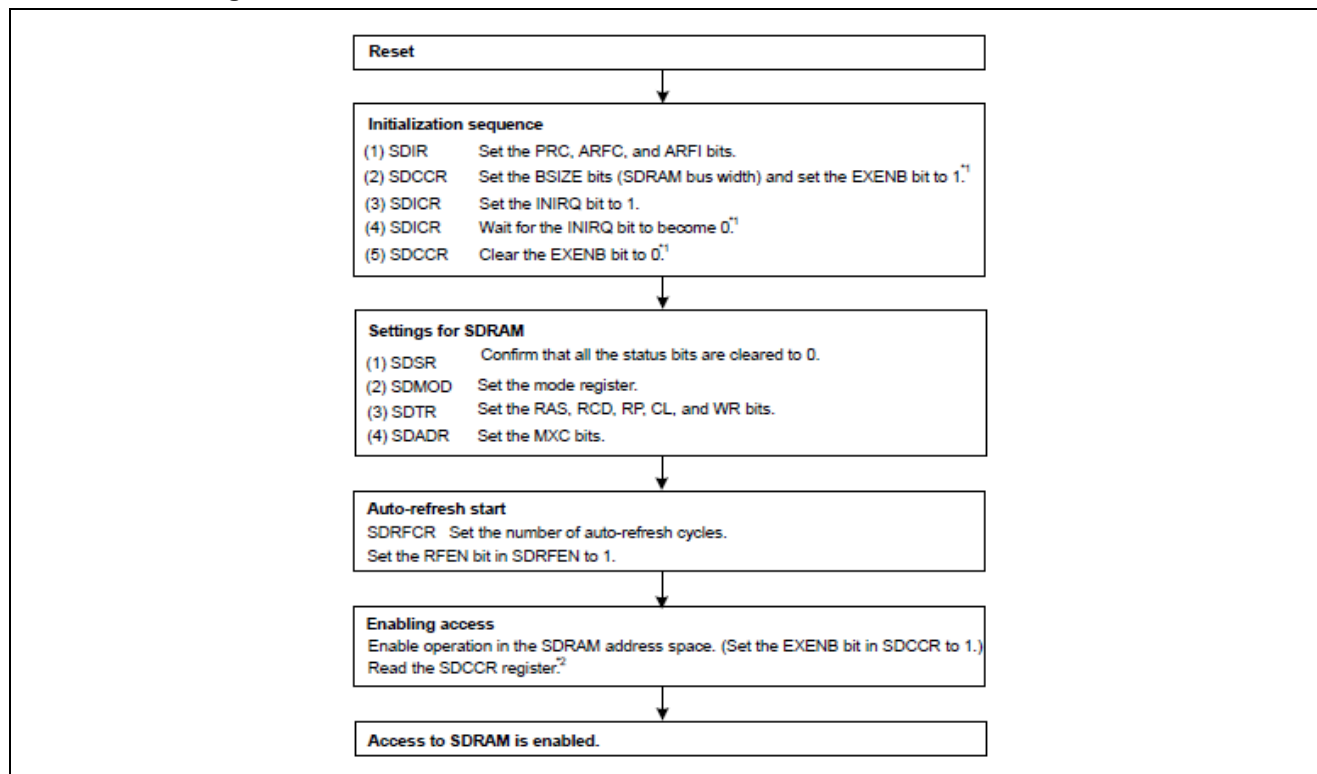 Reset
Initialization sequence
(1) SDIR Set the PRC, ARFC, and ARFI bits.
(2) SDCCR Set the BSIZE bits (SDRAM bus width) and set the EXENB bit to 1.*1
(3) SDICR Set the INIRQ bit to 1.
(4) SDICR Wait for the INIRQ bit to become 0.*1
(5) SDCCR Clear the EXENB bit to 0.*1
Settings for SDRAM
(1) SDSR Confirm that all the status bits are cleared to 0.
(2) SDMOD Set the mode register.
(3) SDTR Set the RAS, RCD, RP, CL, and WR bits.
(4) SDADR Set the MXC bits.
Auto-refresh start
SDRFCR Set the number of auto-refresh cycles.
Set the RFEN bit in SDRFEN to 1.
Enabling access
Enable operation in the SDRAM address space. (Set the EXENB bit in SDCCR to 1.)
Read the SDCCR register.*2
Access to SDRAM is enabled.